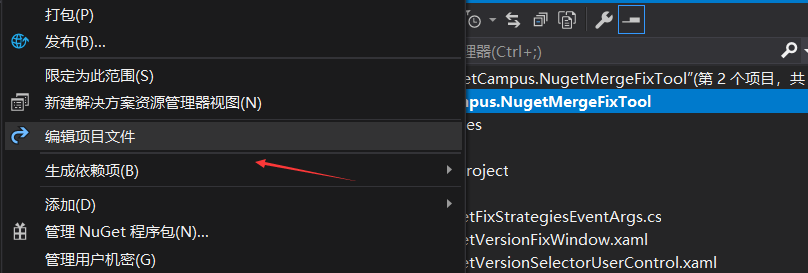 打包(P)
发布(B)...
限定为此范围(S)
新建解决方案资源管理器视图(N)
编辑项目文件
生成依赖项(B)
添加(D)
管理 NuGet 程序包(N)...
管理用户机密(G)
理器(Ctrl+;)
etCampus.NugetMergeFixTool"(第 2 个项目，共
pus.NugetMergeFixTool
es
roject
etFixStrategiesEventArgs.cs
etVersionFixWindow.xaml
etVersionSelectorUserControl.xaml